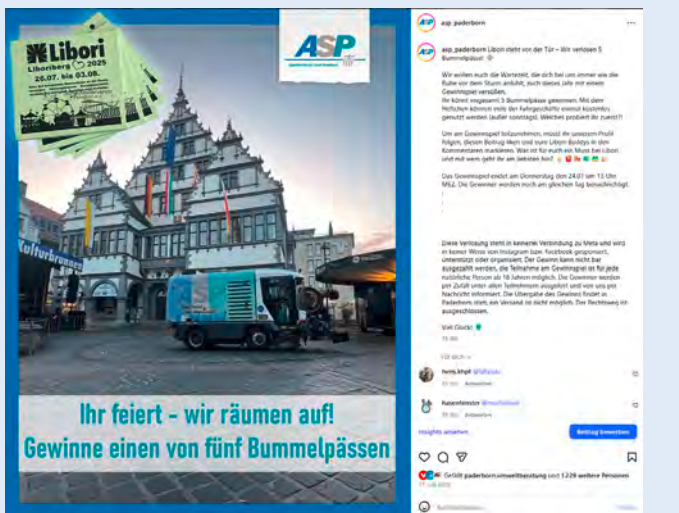 Libori
Liboriberg 2025
26.07. bis 03.08.
ASP
Kulturbrunnen
Ihr feiert – wir räumen auf!
Gewinne einen von fünf Bummelpässen
asp_paderborn
asp_paderborn Libori steht vor der Tür – Wir verlosen 5
Bummelpässe!
Wir wollen euch die Wartezeit, die sich bei uns immer wie die
Ruhe vor dem Sturm anfühlt, auch dieses Jahr mit einem
Gewinnspiel versüßen.
Ihr könnt insgesamt 5 Bummelpässe gewinnen. Mit dem
Heftchen können viele der Fahrgeschäfte einmal kostenlos
genutzt werden (außer sonntags). Welches probiert ihr zuerst?!
Um am Gewinnspiel teilzunehmen, müsst ihr unserem Profil
folgen, diesen Beitrag liken und eure Libori-Buddys in den
Kommentaren markieren. Was ist für euch ein Muss bei Libori
und mit wem geht ihr am liebsten hin?
Das Gewinnspiel endet am Donnerstag den 24.07 um 13 Uhr
MEZ. Die Gewinner werden noch am gleichen Tag benachrichtigt.
Diese Verlosung steht in keinerlei Verbindung zu Meta und wird
in keiner Weise von Instagram bzw. Facebook gesponsert,
unterstützt oder organisiert. Der Gewinn kann nicht bar
ausgezahlt werden, die Teilnahme am Gewinnspiel ist für jede
natürliche Person ab 18 Jahren möglich. Die Gewinner werden
per Zufall unter allen Teilnehmern ausgelost und von uns per
Nachricht informiert. Die Übergabe des Gewinns findet in
Paderborn statt, ein Versand ist nicht möglich. Der Rechtsweg ist
ausgeschlossen.
Viel Glück!
Für dich
Antworten
hasenfenster
Antworten
Insights ansehen
Beitrag bewerben
Gefällt paderborn.umweltberatung und 1.228 weitere Personen